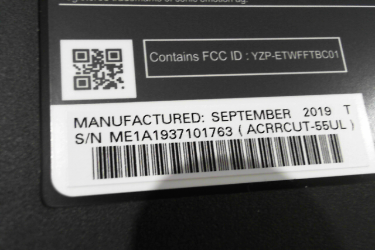 Contains FCC ID : YZP-ETWFFTBC01
MANUFACTURED: SEPTEMBER 2019 T
S/N ME1A1937101763 ( ACRRCUT-55UL )